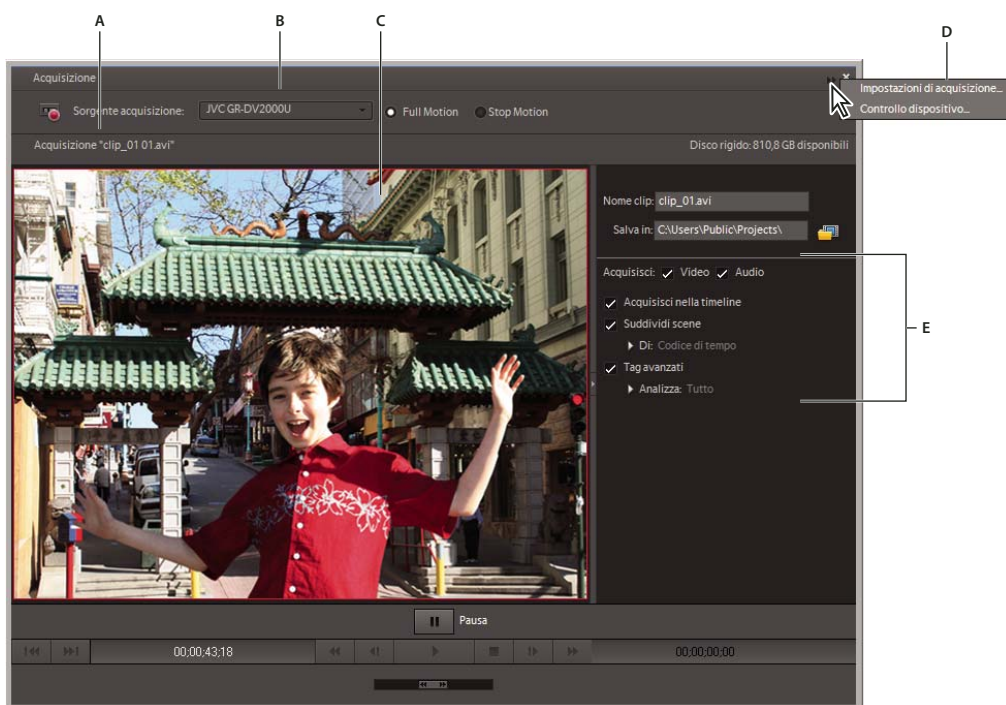 A
B
C
D
Acquisizione
Impostazioni di acquisizione...
Controllo dispositivo...
Sorgente acquisizione: JVC GR-DV2000U Full Motion Stop Motion
Acquisizione "clip_01 01.avi" Disco rigido: 810,8 GB disponibili
Nome clip: clip_01.avi
Salva in: C:\Users\Public\Projects\
Acquisisci: Video Audio
Acquisisci nella timeline
Suddividi scene
Di: Codice di tempo
E
Tag avanzati
Analizza: Tutto
Pausa
00;00;43;18 00;00;00;00